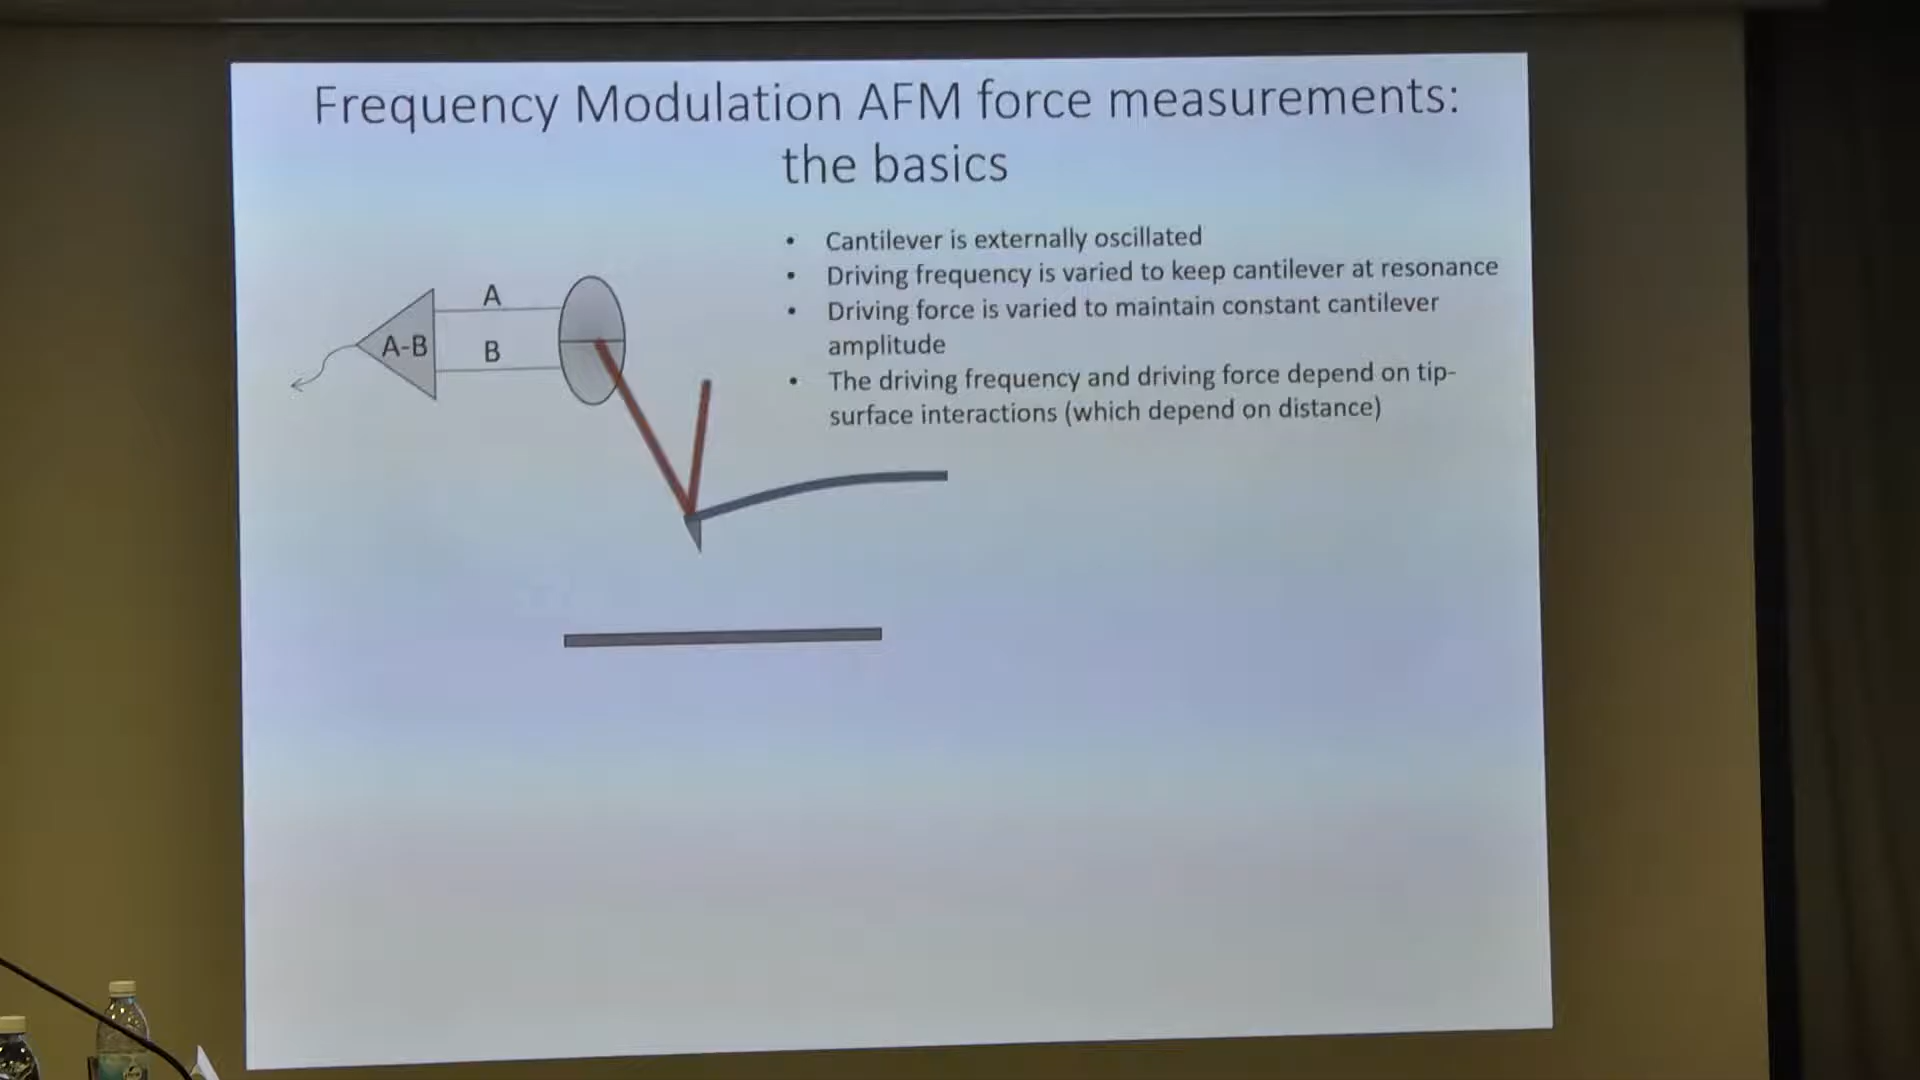 Frequency Modulation AFM force measurements:
the basics
• Cantilever is externally oscillated
• Driving frequency is varied to keep cantilever at resonance
• Driving force is varied to maintain constant cantilever
amplitude
• The driving frequency and driving force depend on tip-
surface interactions (which depend on distance)
A
A-B
B